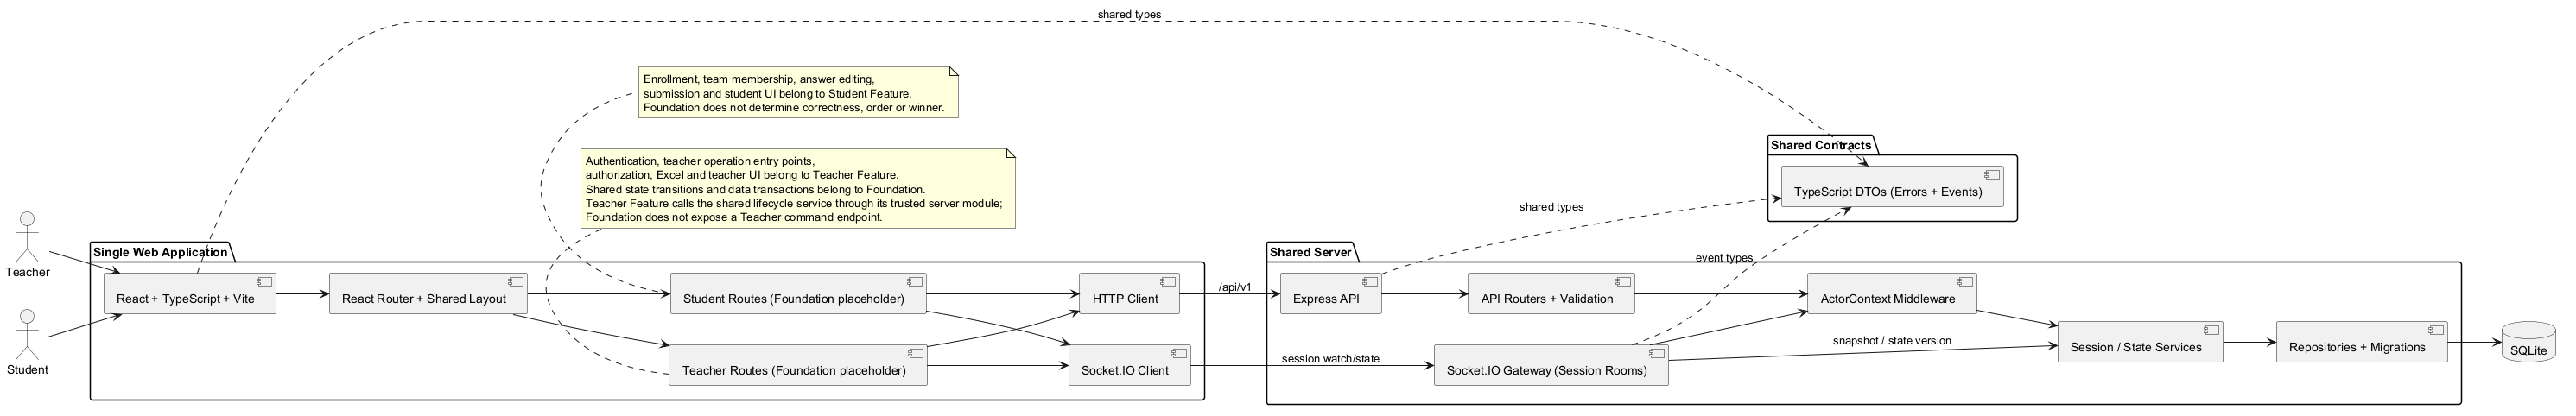 shared types
Enrollment, team membership, answer editing,
submission and student UI belong to Student Feature.
Foundation does not determine correctness, order or winner.
Authentication, teacher operation entry points,
authorization, Excel and teacher UI belong to Teacher Feature.
Shared state transitions and data transactions belong to Foundation.
Teacher Feature calls the shared lifecycle service through its trusted server module;
Foundation does not expose a Teacher command endpoint.
Shared Contracts
TypeScript DTOs (Errors + Events)
shared types
event types
Teacher
Student
Single Web Application
React + TypeScript + Vite
React Router + Shared Layout
Student Routes (Foundation placeholder)
HTTP Client
Teacher Routes (Foundation placeholder)
Socket.IO Client
/api/v1
session watch/state
Shared Server
Express API
API Routers + Validation
ActorContext Middleware
Socket.IO Gateway (Session Rooms)
snapshot / state version
Session / State Services
Repositories + Migrations
SQLite